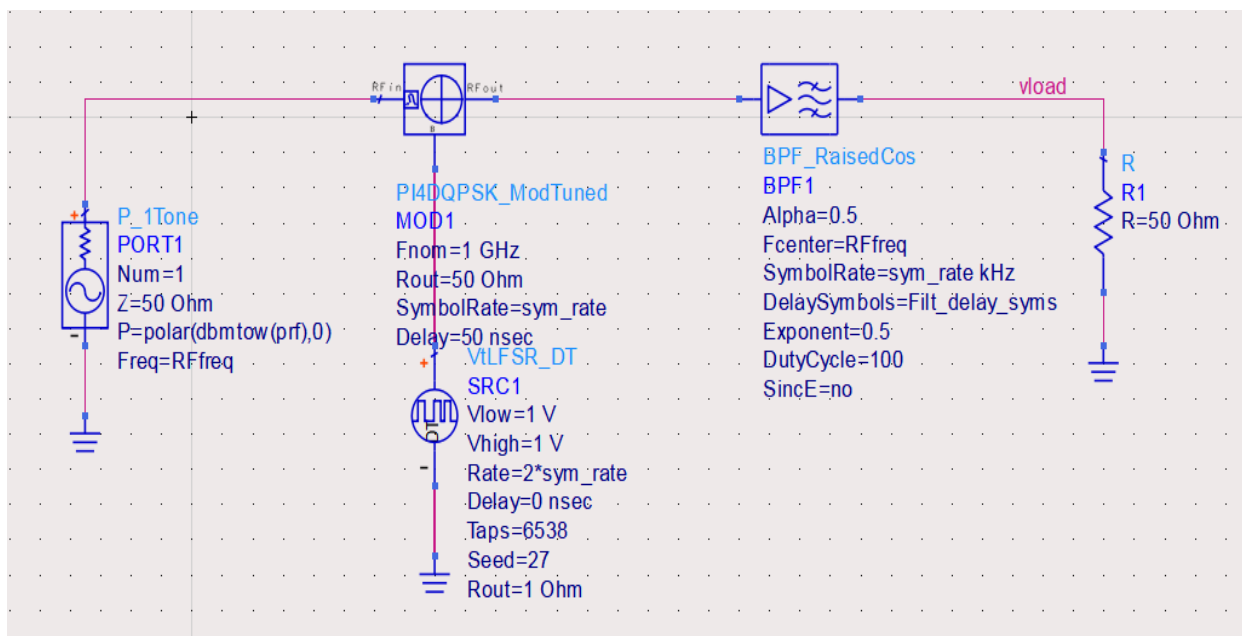 RFin
RFout
B
vload
P_1Tone
PORT1
Num=1
Z=50 Ohm
P=polar(dbmtow(prf),0)
Freq=RFfreq
PI4DQPSK_ModTuned
MOD1
Fnom=1 GHz
Rout=50 Ohm
SymbolRate=sym_rate
Delay=50 nsec
VtLFSR_DT
SRC1
Vlow=1 V
Vhigh=1 V
Rate=2*sym_rate
Delay=0 nsec
Taps=6538
Seed=27
Rout=1 Ohm
DT
BPF_RaisedCos
BPF1
Alpha=0.5
Fcenter=RFfreq
SymbolRate=sym_rate kHz
DelaySymbols=Filt_delay_syms
Exponent=0.5
DutyCycle=100
SincE=no
R
R1
R=50 Ohm